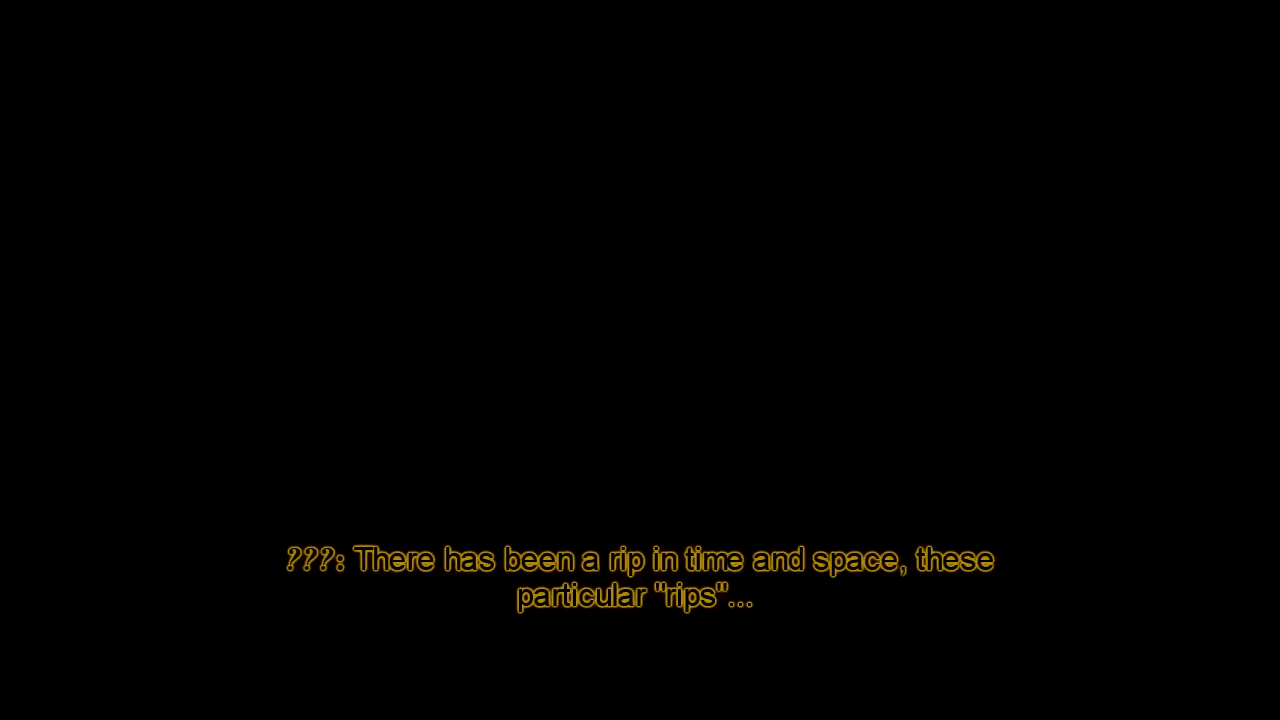 ???: There has been a rip in time and space, these
particular "rips"...